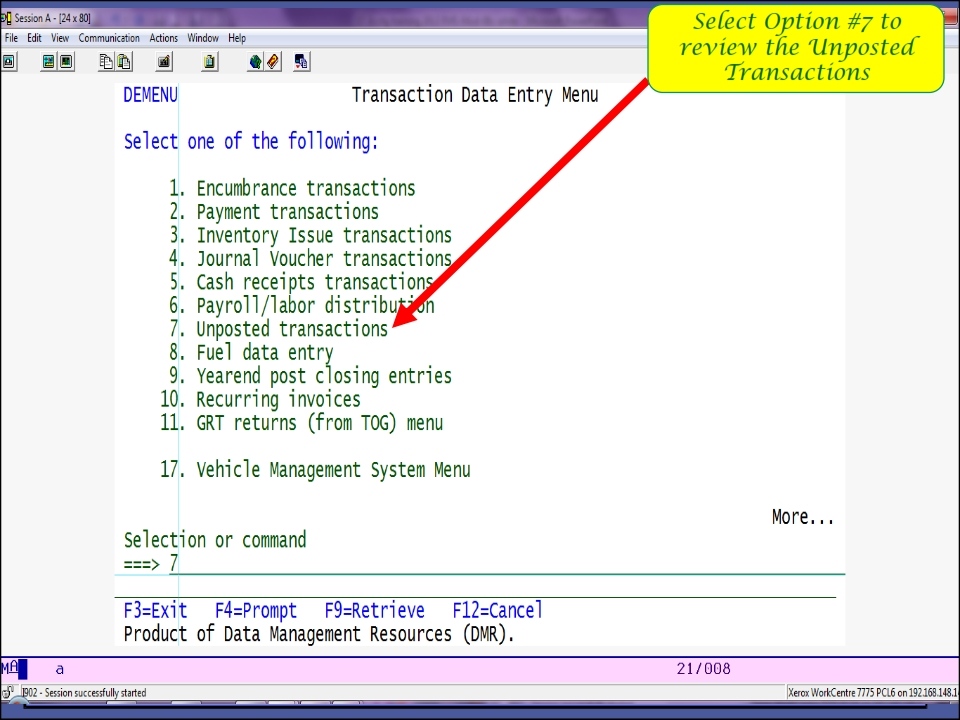 Session A - [24 x 80]
Select Option #7 to
review the Unposted
Transactions
File Edit View Communication Actions Window Help
DEMENU Transaction Data Entry Menu
Select one of the following:
1. Encumbrance transactions
2. Payment transactions
3. Inventory Issue transactions
4. Journal Voucher transactions
5. Cash receipts transactions
6. Payroll/labor distribution
7. Unposted transactions
8. Fuel data entry
9. Yearend post closing entries
10. Recurring invoices
11. GRT returns (from TOG) menu
17. Vehicle Management System Menu
More...
Selection or command
===> 7
F3=Exit F4=Prompt F9=Retrieve F12=Cancel
Product of Data Management Resources (DMR).
MA a 21/008
I902 - Session successfully started Xerox WorkCentre 7775 PCL6 on 192.168.148.1